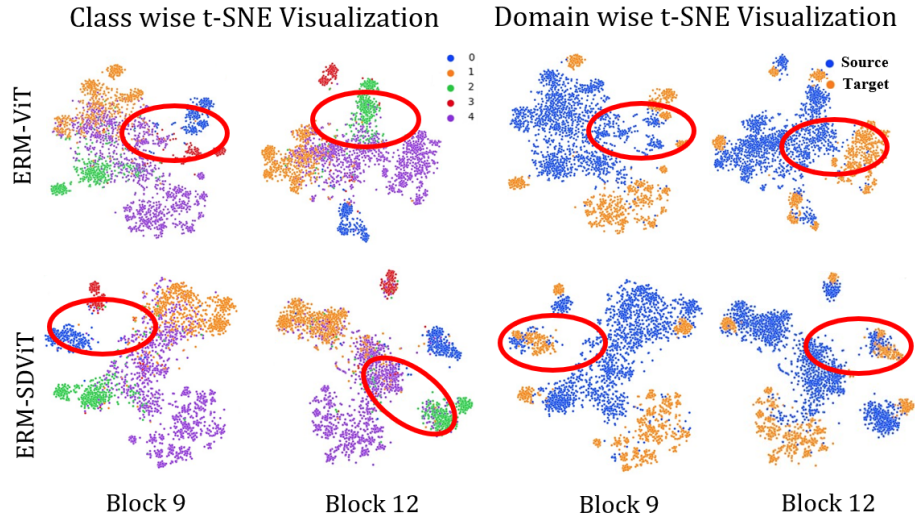 Class wise t-SNE Visualization
Domain wise t-SNE Visualization
ERM-ViT
0
1
2
3
4
Source
Target
ERM-SDViT
Block 9
Block 12
Block 9
Block 12